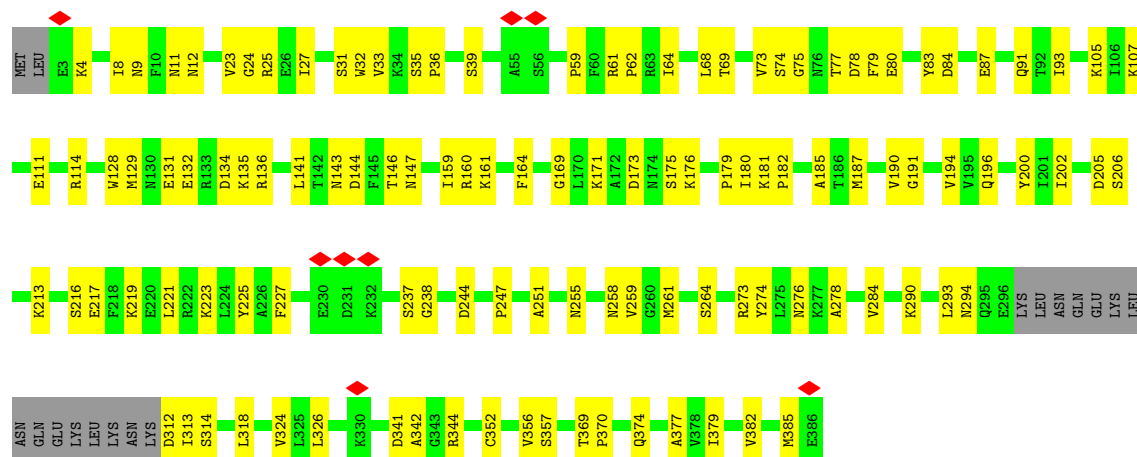 MET LEU E3 K4 I8 N9 F10 N11 N12 V23 G24 R25 E26 I27 S31 W32 V33 K34 S35 P36 S39 A55 S56 P59 F60 R61 P62 R63 I64 L68 T69 V73 S74 G75 N76 T77 D78 F79 E80 Y83 D84 E87 Q91 T92 I93 K105 I106 K107
E111 R114 W128 M129 N130 E131 E132 R133 D134 K135 R136 L141 T142 N143 D144 F145 T146 N147 I159 R160 K161 F164 G169 L170 K171 A172 D173 N174 S175 K176 P179 I180 K181 P182 A185 T186 M187 V190 G191 V194 V195 Q196 Y200 I201 I202 D205 S206
K213 S216 E217 F218 K219 E220 L221 R222 K223 L224 Y225 A226 F227 E230 D231 K232 S237 G238 D244 P247 A251 N255 N258 V259 G260 M261 S264 R273 Y274 L275 N276 K277 A278 V284 K290 L293 N294 Q295 E296 LYS LEU ASN GLN GLU LYS LEU
ASN GLN GLU LYS LEU LYS ASN LYS D312 I313 S314 L318 V324 L325 L326 K330 D341 A342 G343 R344 C352 V356 S357 T369 P370 Q374 A377 V378 I379 V382 M385 E386